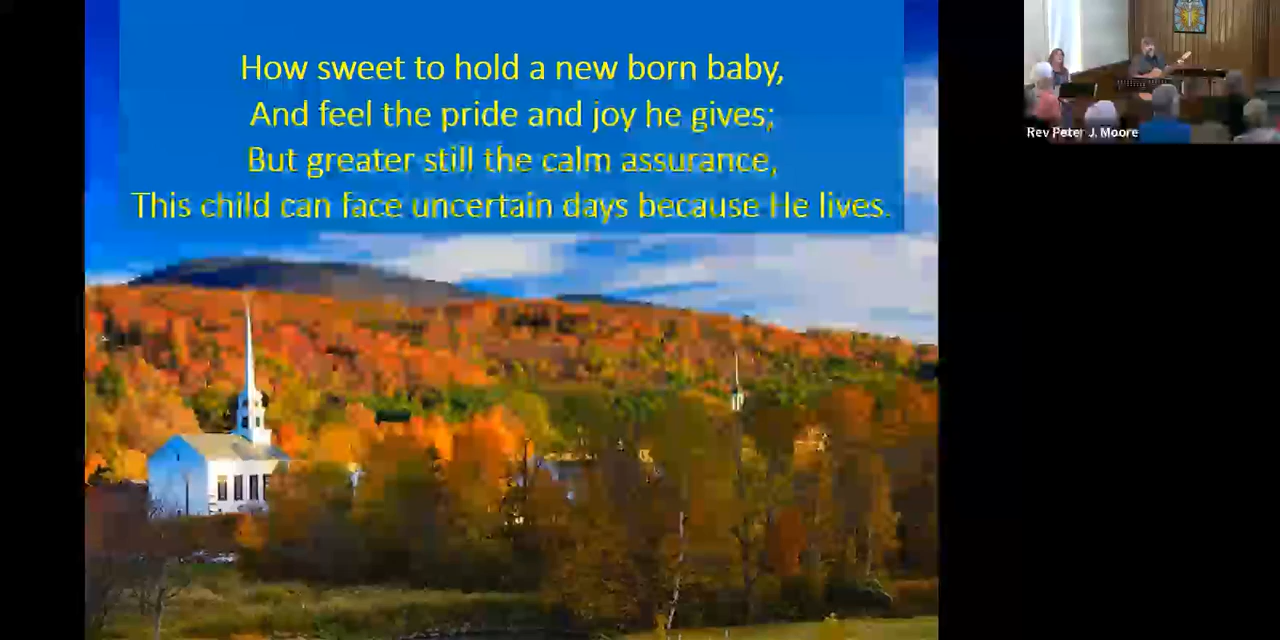 How sweet to hold a new born baby,
And feel the pride and joy he gives;
But greater still the calm assurance,
This child can face uncertain days because He lives.
Rev Peter J. Moore